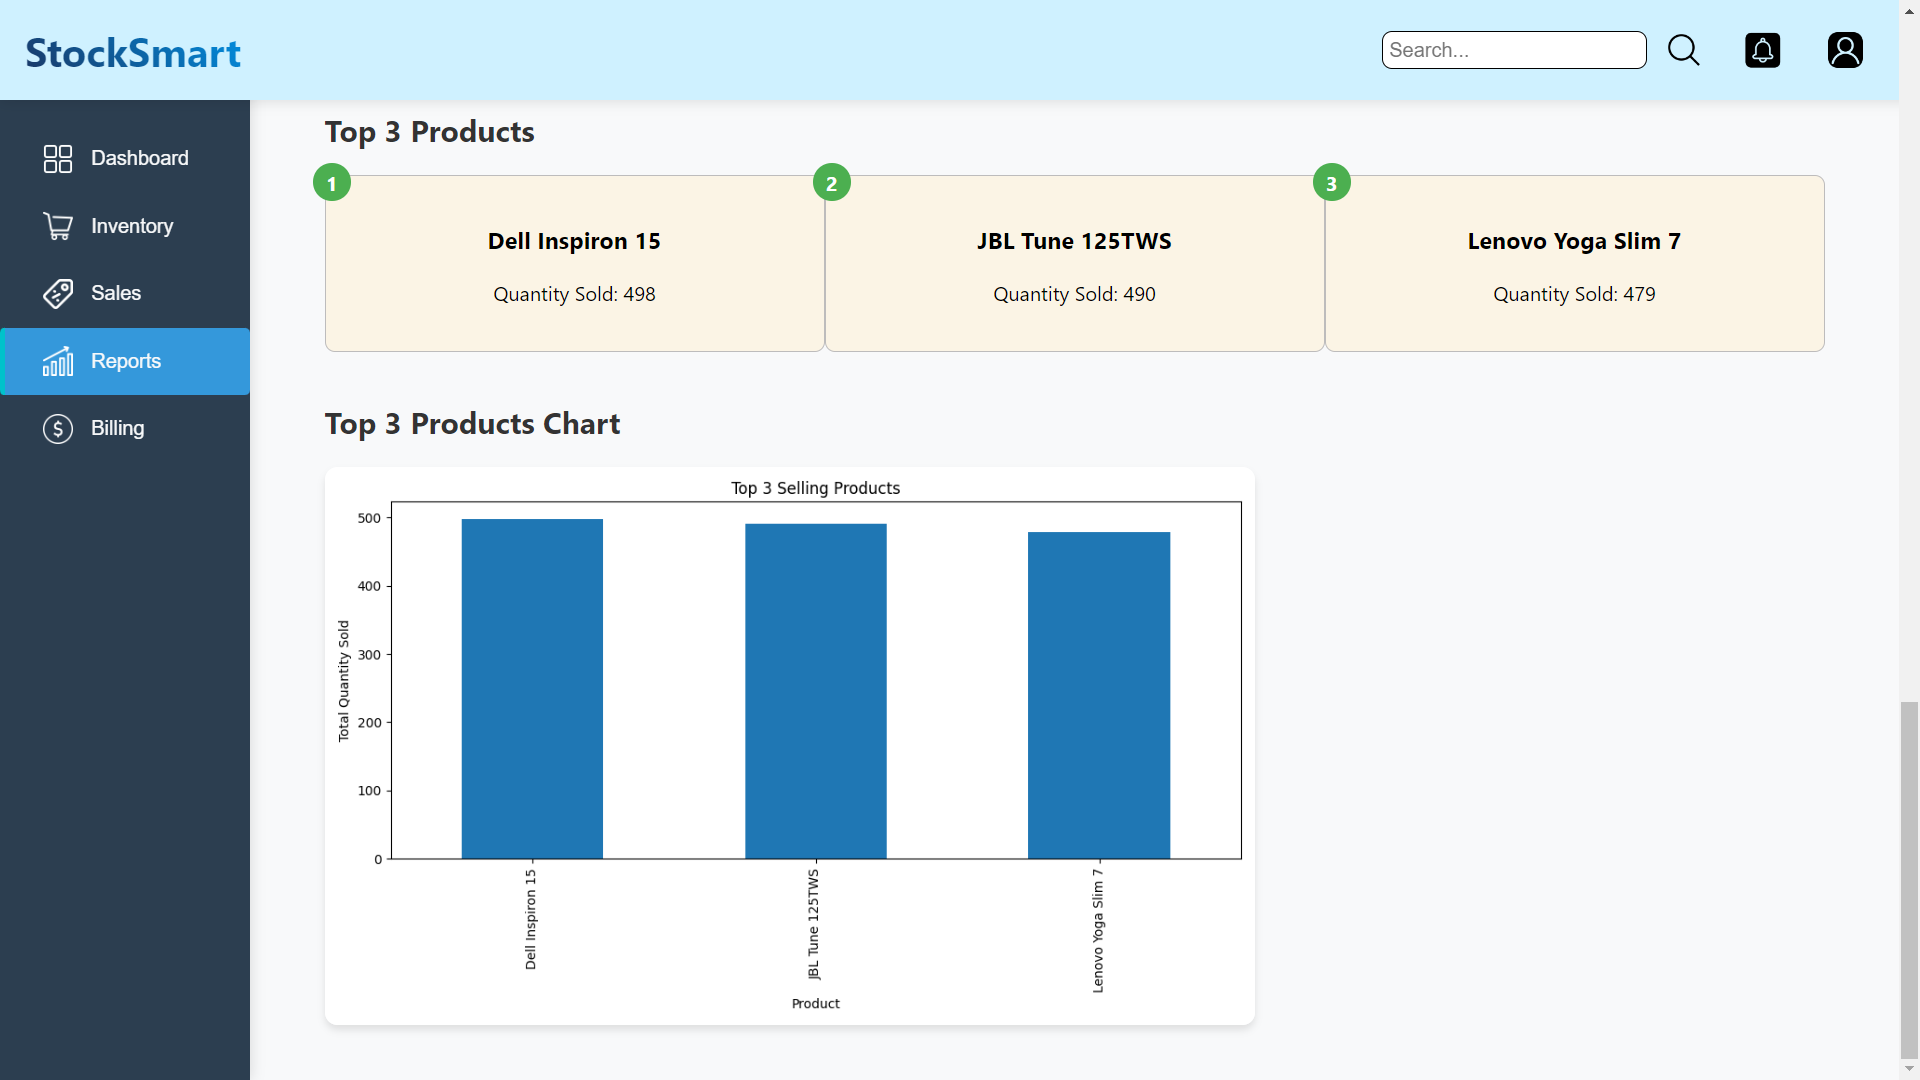 StockSmart
Search...
Dashboard
Inventory
Sales
Reports
Billing
Top 3 Products
1
Dell Inspiron 15
Quantity Sold: 498
2
JBL Tune 125TWS
Quantity Sold: 490
3
Lenovo Yoga Slim 7
Quantity Sold: 479
Top 3 Products Chart
Top 3 Selling Products
Total Quantity Sold
500
400
300
200
100
0
Dell Inspiron 15
JBL Tune 125TWS
Lenovo Yoga Slim 7
Product